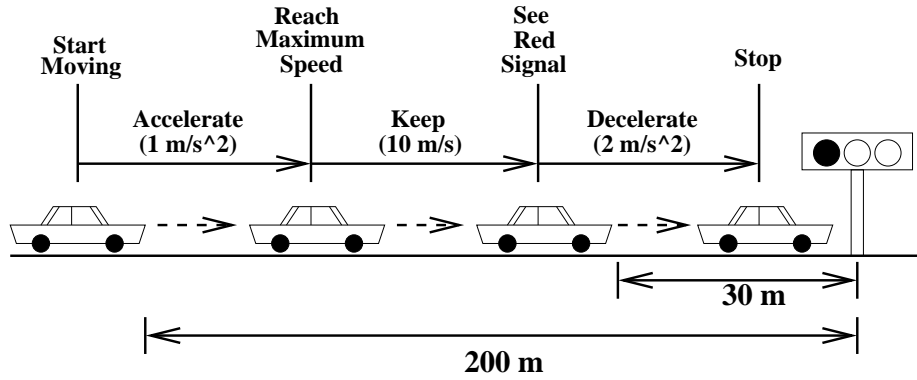 Start
Moving
Reach
Maximum
Speed
See
Red
Signal
Stop
Accelerate
(1 m/s^2)
Keep
(10 m/s)
Decelerate
(2 m/s^2)
30 m
200 m